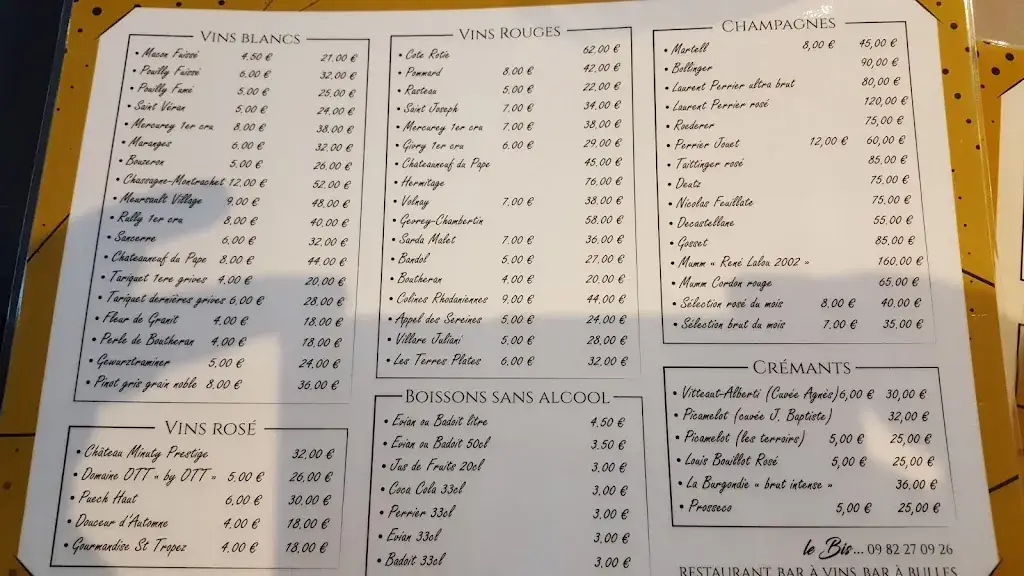 VINS BLANCS
• Macon Fuissé 4.50 € 21.00 €
• Pouilly Fuissé 6.00 € 32.00 €
• Pouilly Fumé 5.00 € 25.00 €
• Saint Véran 5.00 € 24.00 €
• Mercurey 1er cru 8.00 € 38.00 €
• Maranges 6.00 € 32.00 €
• Bouzeron 5.00 € 26.00 €
• Chassagne-Montrachet 12.00 € 52.00 €
• Meursault Village 9.00 € 48.00 €
• Rully 1er cru 8.00 € 40.00 €
• Sancerre 6.00 € 32.00 €
• Chateauneuf du Pape 8.00 € 44.00 €
• Tariquet 1ere grives 4.00 € 20.00 €
• Tariquet dernières grives 6.00 € 28.00 €
• Fleur de Granit 4.00 € 18.00 €
• Perle de Boutheran 4.00 € 18.00 €
• Gewurztraminer 5.00 € 24.00 €
• Pinot gris grain noble 8.00 € 36.00 €
VINS ROSÉ
• Château Minuty Prestige 32.00 €
• Domaine OTT « by OTT » 5.00 € 26.00 €
• Puech Haut 6.00 € 30.00 €
• Douceur d'Automne 4.00 € 18.00 €
• Gourmandise St Tropez 4.00 € 18,00 €
VINS ROUGES
• Cote Rotie 62.00 €
• Pommard 8.00 € 42.00 €
• Rasteau 5.00 € 22.00 €
• Saint Joseph 7.00 € 34.00 €
• Mercurey 1er cru 7.00 € 38.00 €
• Givry 1er cru 6.00 € 29.00 €
• Chateauneuf du Pape 45.00 €
• Hermitage 76.00 €
• Volnay 7.00 € 38.00 €
• Gevrey-Chambertin 58.00 €
• Surda Malet 7.00 € 36.00 €
• Bandol 5.00 € 27.00 €
• Boutheran 4.00 € 20.00 €
• Colines Rhodaniennes 9.00 € 44.00 €
• Appel des Sereines 5.00 € 24.00 €
• Villare Juliani 5.00 € 28.00 €
• Les Terres Plates 6.00 € 32.00 €
BOISSONS SANS ALCOOL
• Evian ou Badoit litre 4.50 €
• Evian ou Badoit 50cl 3.50 €
• Jus de Fruits 20cl 3.00 €
• Coca Cola 33cl 3.00 €
• Perrier 33cl 3.00 €
• Evian 33cl 3.00 €
• Badoit 33cl 3.00 €
CHAMPAGNES
• Martell 8,00 € 45,00 €
• Bollinger 90,00 €
• Laurent Perrier ultra brut 80,00 €
• Laurent Perrier rosé 120,00 €
• Roederer 75,00 €
• Perrier Jouet 12,00 € 60,00 €
• Taittinger rosé 85.00 €
• Deutz 75,00 €
• Nicolas Feuillate 75.00 €
• Decastellane 55.00 €
• Gosset 85.00 €
• Mumm « René Lalou 2002 » 160.00 €
• Mumm Cordon rouge 65.00 €
• Sélection rosé du mois 8.00 € 40.00 €
• Sélection brut du mois 7.00 € 35,00 €
CRÉMANTS
• Vitteaut-Alberti (Cuvée Agnès) 6,00 € 30,00 €
• Picamelot (cuvée J. Baptiste) 32,00 €
• Picamelot (les terroirs) 5,00 € 25,00 €
• Louis Bouillot Rosé 5,00 € 25,00 €
• La Burgondie « brut intense » 36,00 €
• Prosseco 5,00 € 25,00 €
le Bis... 09 82 27 09 26
RESTAURANT, BAR À VINS, BAR À BULLES